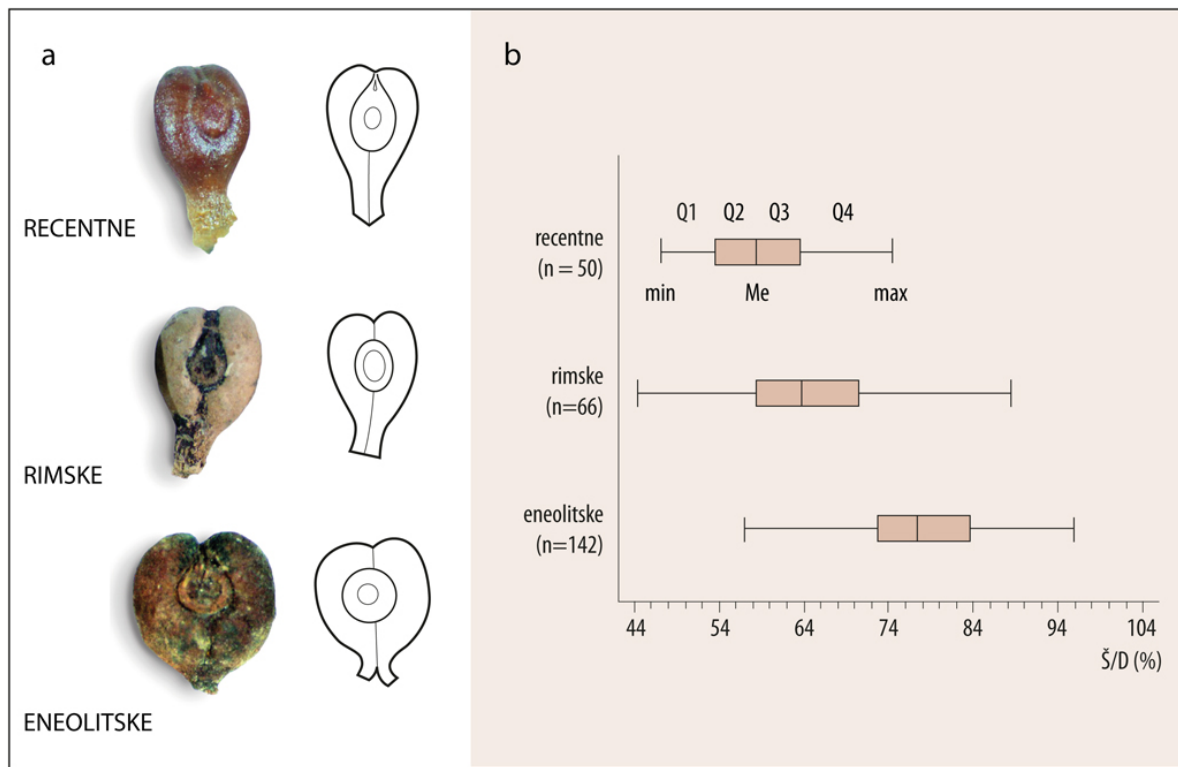 a
RECENTNE
RIMSKE
ENEOLITSKE
b
Q1 Q2 Q3 Q4
recentne
(n = 50)
min Me max
rimske
(n=66)
eneolitske
(n=142)
44 54 64 74 84 94 104
Š/D (%)